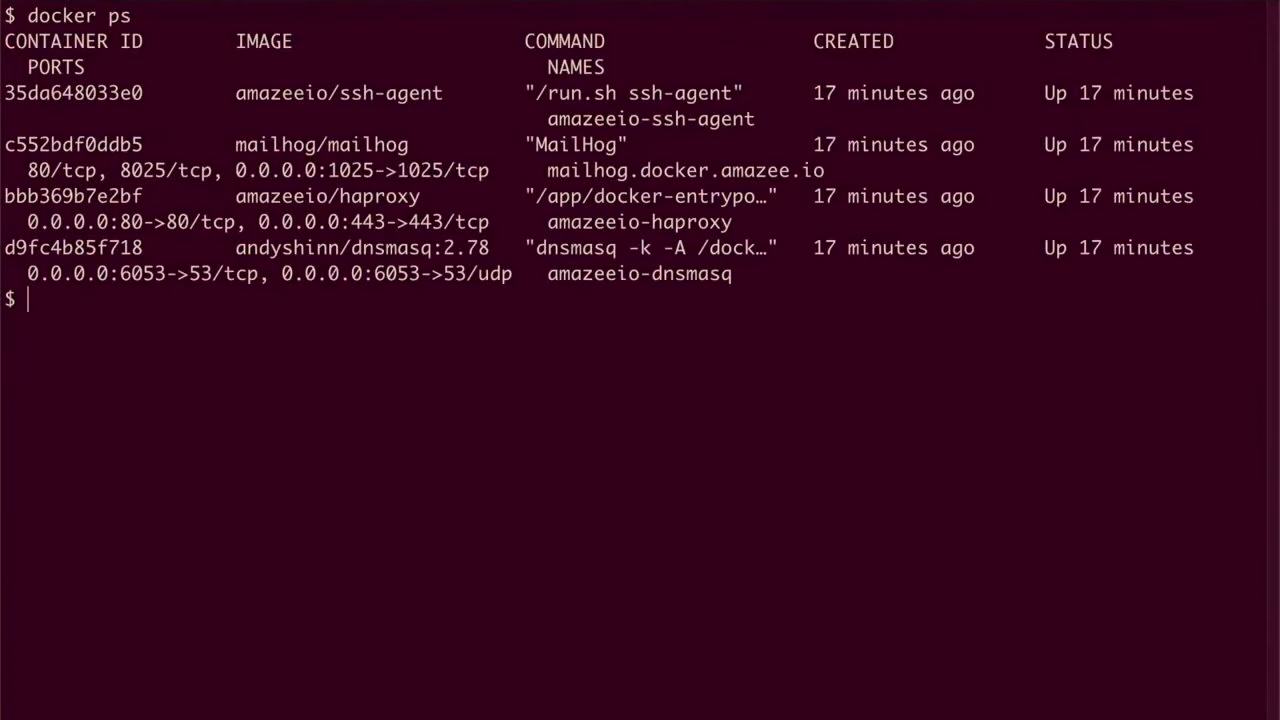 $ docker ps
CONTAINER ID        IMAGE                    COMMAND                  CREATED             STATUS
  PORTS                                        NAMES
35da648033e0        amazeeio/ssh-agent       "/run.sh ssh-agent"      17 minutes ago      Up 17 minutes
                                               amazeeio-ssh-agent
c552bdf0ddb5        mailhog/mailhog          "MailHog"                17 minutes ago      Up 17 minutes
  80/tcp, 8025/tcp, 0.0.0.0:1025->1025/tcp     mailhog.docker.amazee.io
bbb369b7e2bf        amazeeio/haproxy         "/app/docker-entrypo…"   17 minutes ago      Up 17 minutes
  0.0.0.0:80->80/tcp, 0.0.0.0:443->443/tcp     amazeeio-haproxy
d9fc4b85f718        andyshinn/dnsmasq:2.78   "dnsmasq -k -A /dock…"   17 minutes ago      Up 17 minutes
  0.0.0.0:6053->53/tcp, 0.0.0.0:6053->53/udp   amazeeio-dnsmasq
$